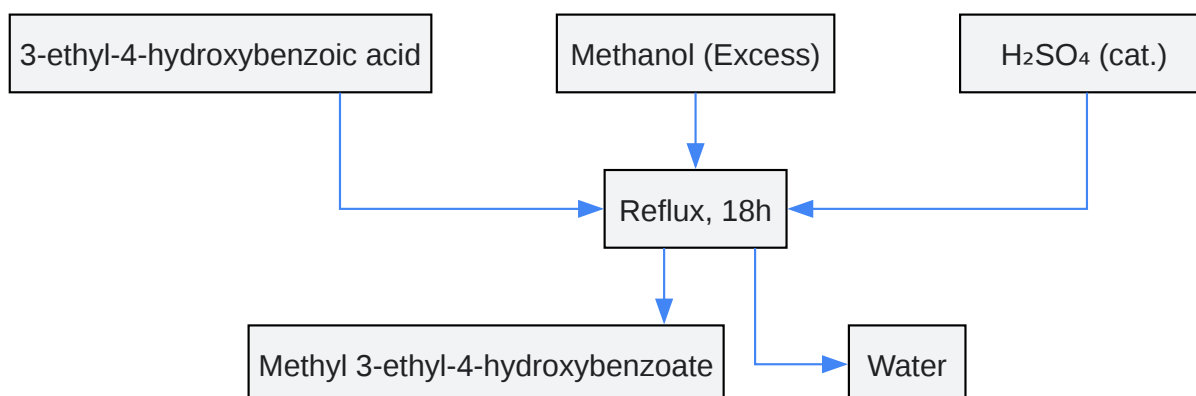 3-ethyl-4-hydroxybenzoic acid
Methanol (Excess)
H₂SO₄ (cat.)
Reflux, 18h
Methyl 3-ethyl-4-hydroxybenzoate
Water